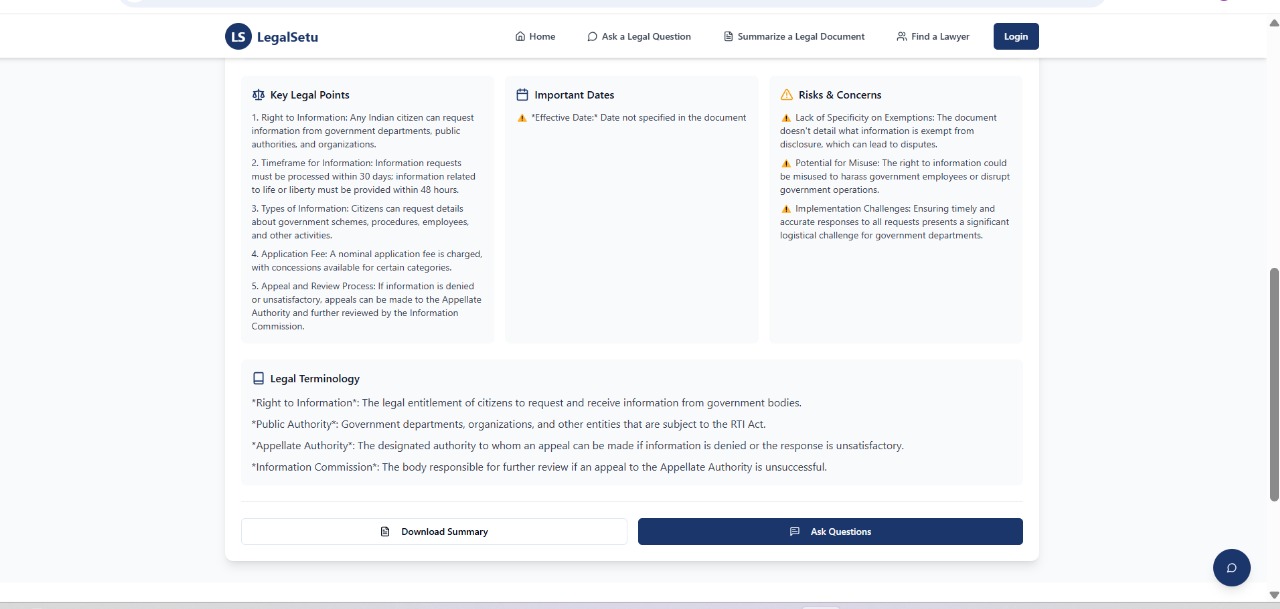 LS LegalSetu
Home
Ask a Legal Question
Summarize a Legal Document
Find a Lawyer
Login
Key Legal Points
1. Right to Information: Any Indian citizen can request
information from government departments, public
authorities, and organizations.
2. Timeframe for Information: Information requests
must be processed within 30 days; information related
to life or liberty must be provided within 48 hours.
3. Types of Information: Citizens can request details
about government schemes, procedures, employees,
and other activities.
4. Application Fee: A nominal application fee is charged,
with concessions available for certain categories.
5. Appeal and Review Process: If information is denied
or unsatisfactory, appeals can be made to the Appellate
Authority and further reviewed by the Information
Commission.
Important Dates
⚠️ *Effective Date:* Date not specified in the document
Risks & Concerns
⚠️ Lack of Specificity on Exemptions: The document
doesn't detail what information is exempt from
disclosure, which can lead to disputes.
⚠️ Potential for Misuse: The right to information could
be misused to harass government employees or disrupt
government operations.
⚠️ Implementation Challenges: Ensuring timely and
accurate responses to all requests presents a significant
logistical challenge for government departments.
Legal Terminology
*Right to Information*: The legal entitlement of citizens to request and receive information from government bodies.
*Public Authority*: Government departments, organizations, and other entities that are subject to the RTI Act.
*Appellate Authority*: The designated authority to whom an appeal can be made if information is denied or the response is unsatisfactory.
*Information Commission*: The body responsible for further review if an appeal to the Appellate Authority is unsuccessful.
Download Summary
Ask Questions